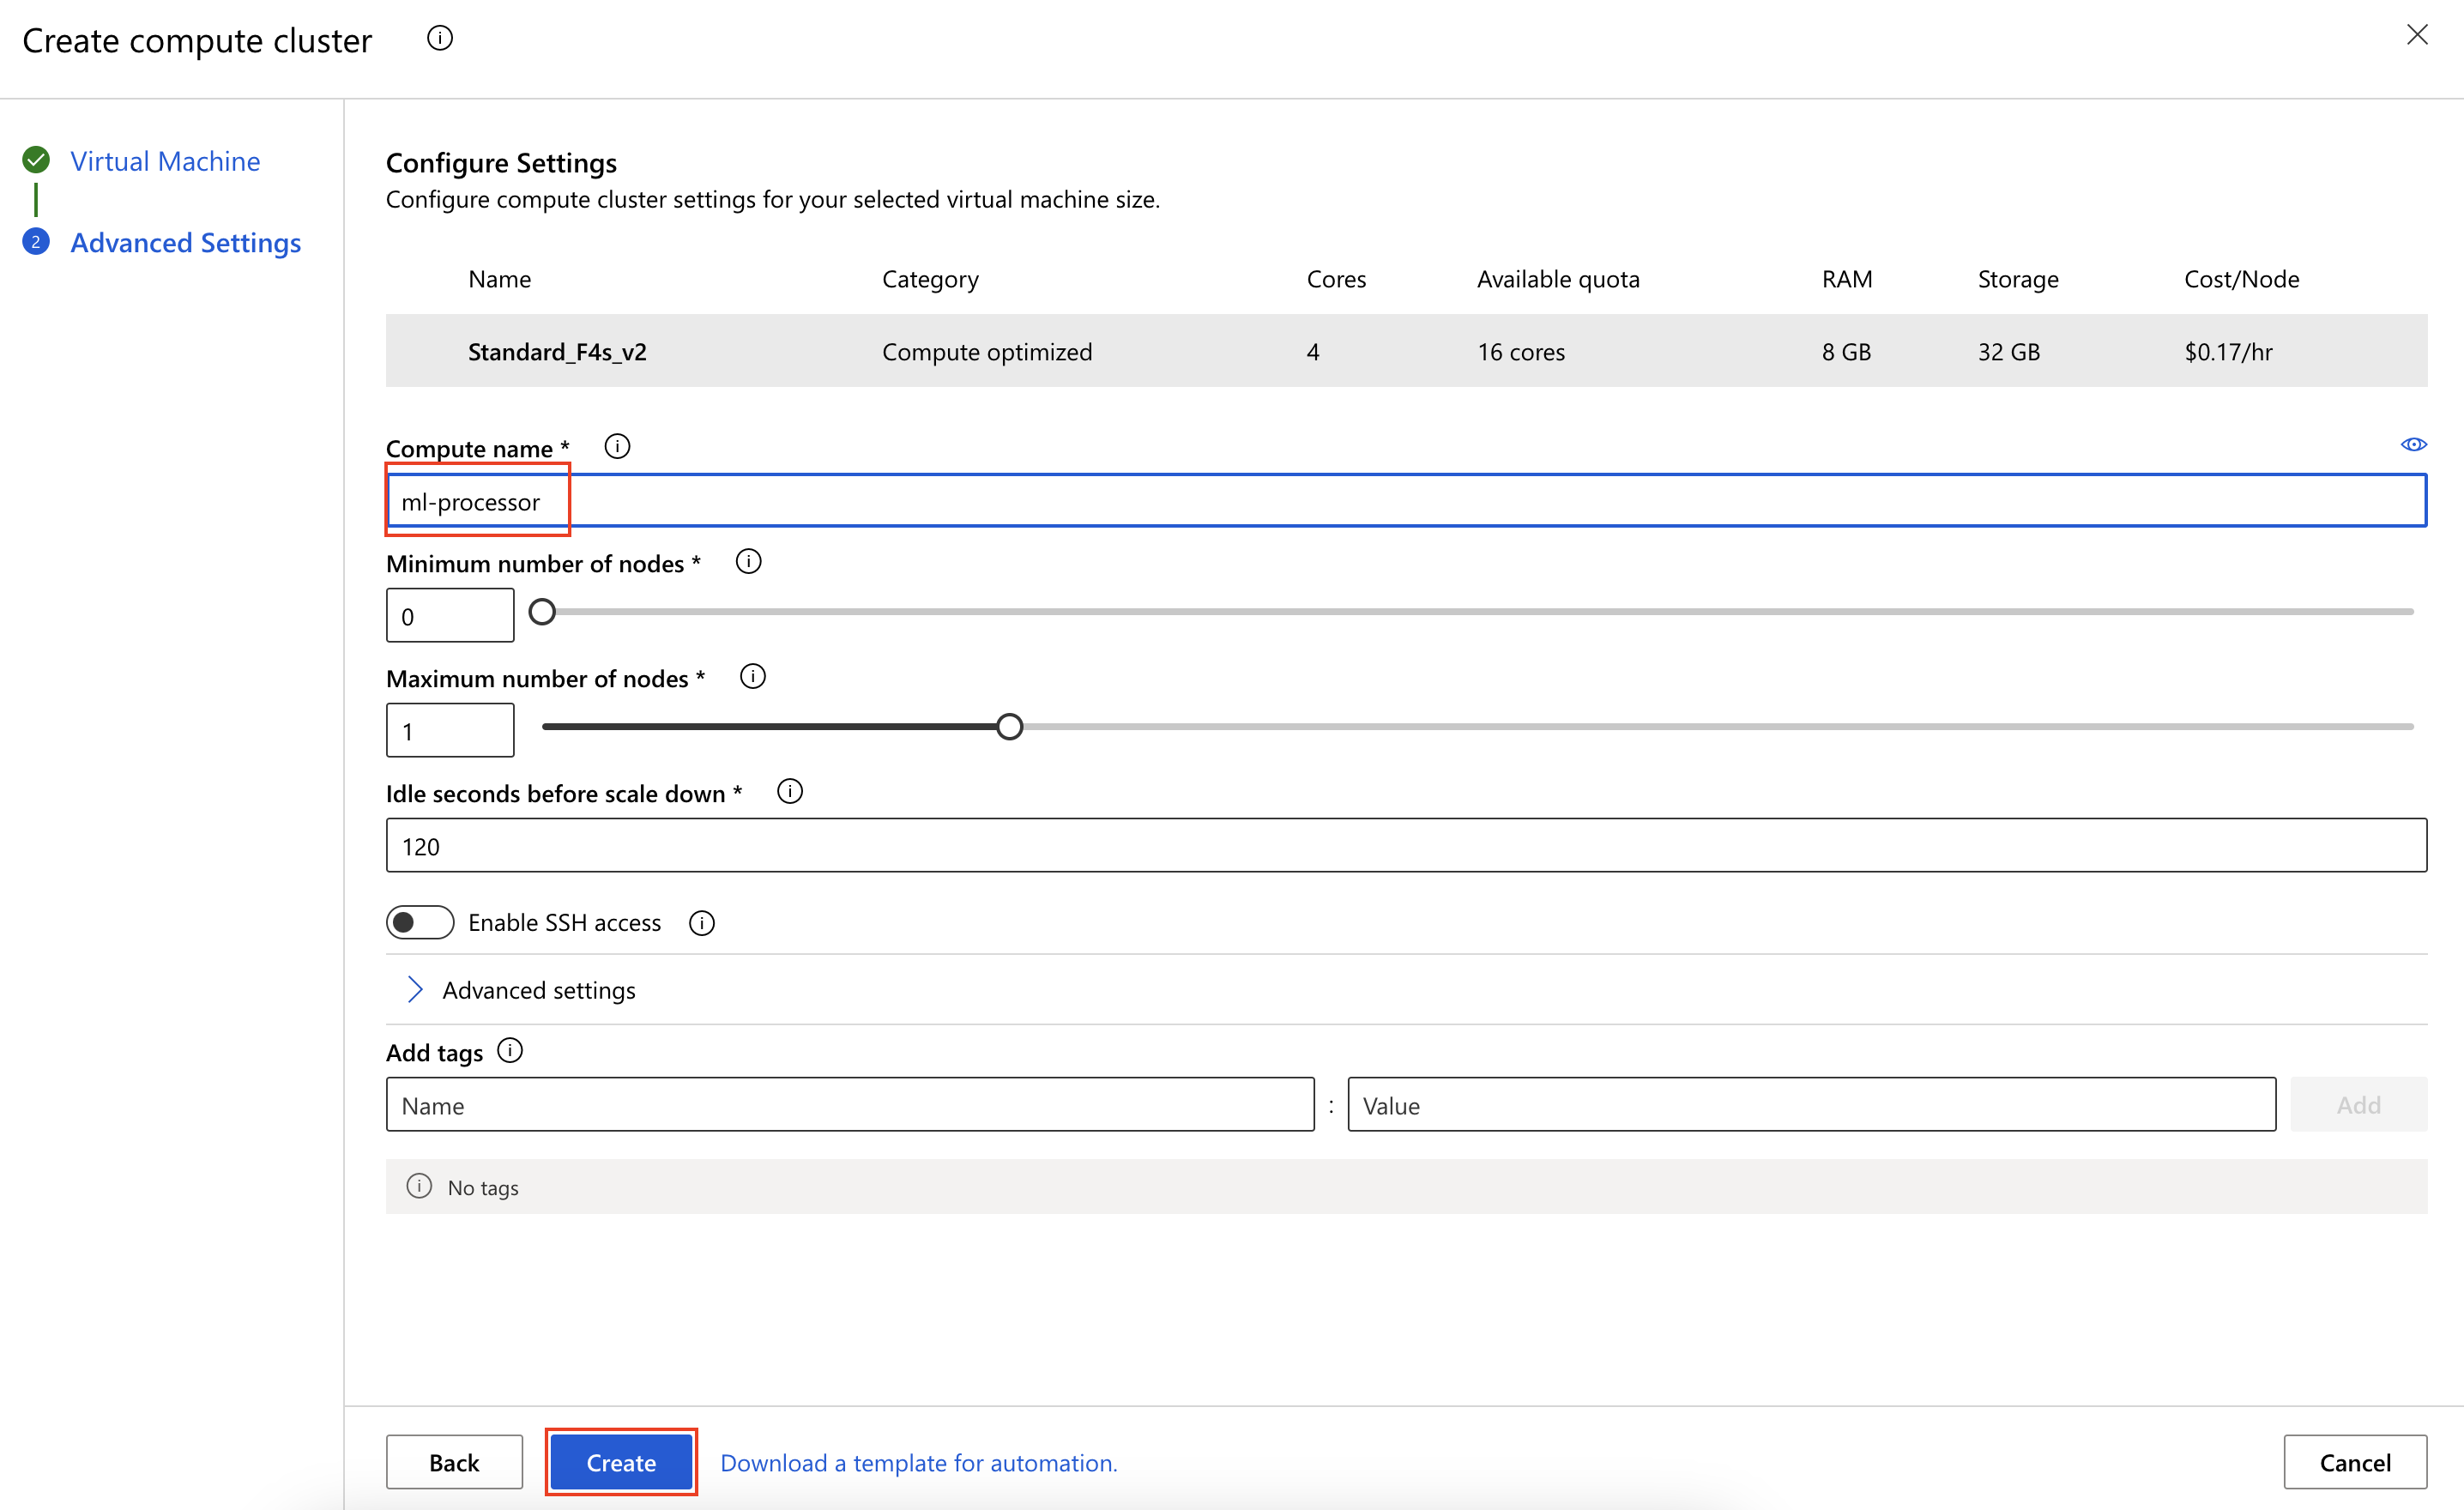 Create compute cluster
Virtual Machine
2 Advanced Settings
Configure Settings
Configure compute cluster settings for your selected virtual machine size.
Name Category Cores Available quota RAM Storage Cost/Node
Standard_F4s_v2 Compute optimized 4 16 cores 8 GB 32 GB $0.17/hr
Compute name *
ml-processor
Minimum number of nodes *
0
Maximum number of nodes *
1
Idle seconds before scale down *
120
Enable SSH access
Advanced settings
Add tags
Name : Value Add
No tags
Back Create Download a template for automation. Cancel